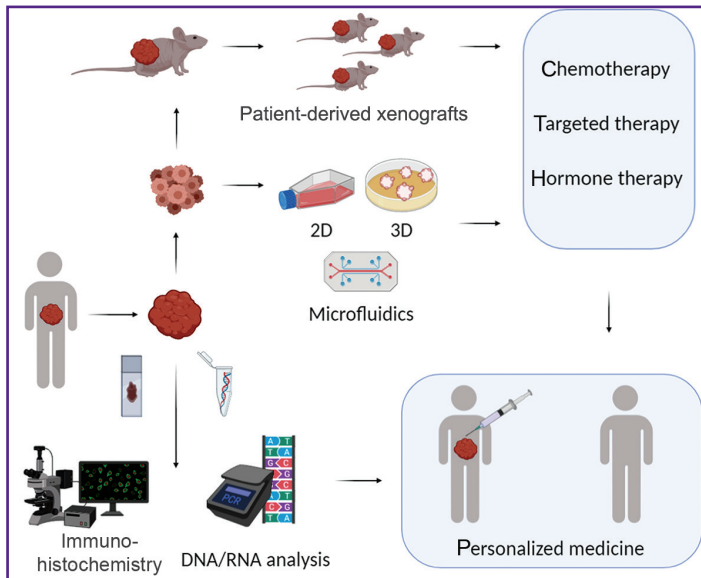 Patient-derived xenografts
Chemotherapy
Targeted therapy
Hormone therapy
2D
3D
Microfluidics
Immuno-
histochemistry
PCR
DNA/RNA analysis
A T
T A
G C
C G
G C
A T
C G
T A
Personalized medicine